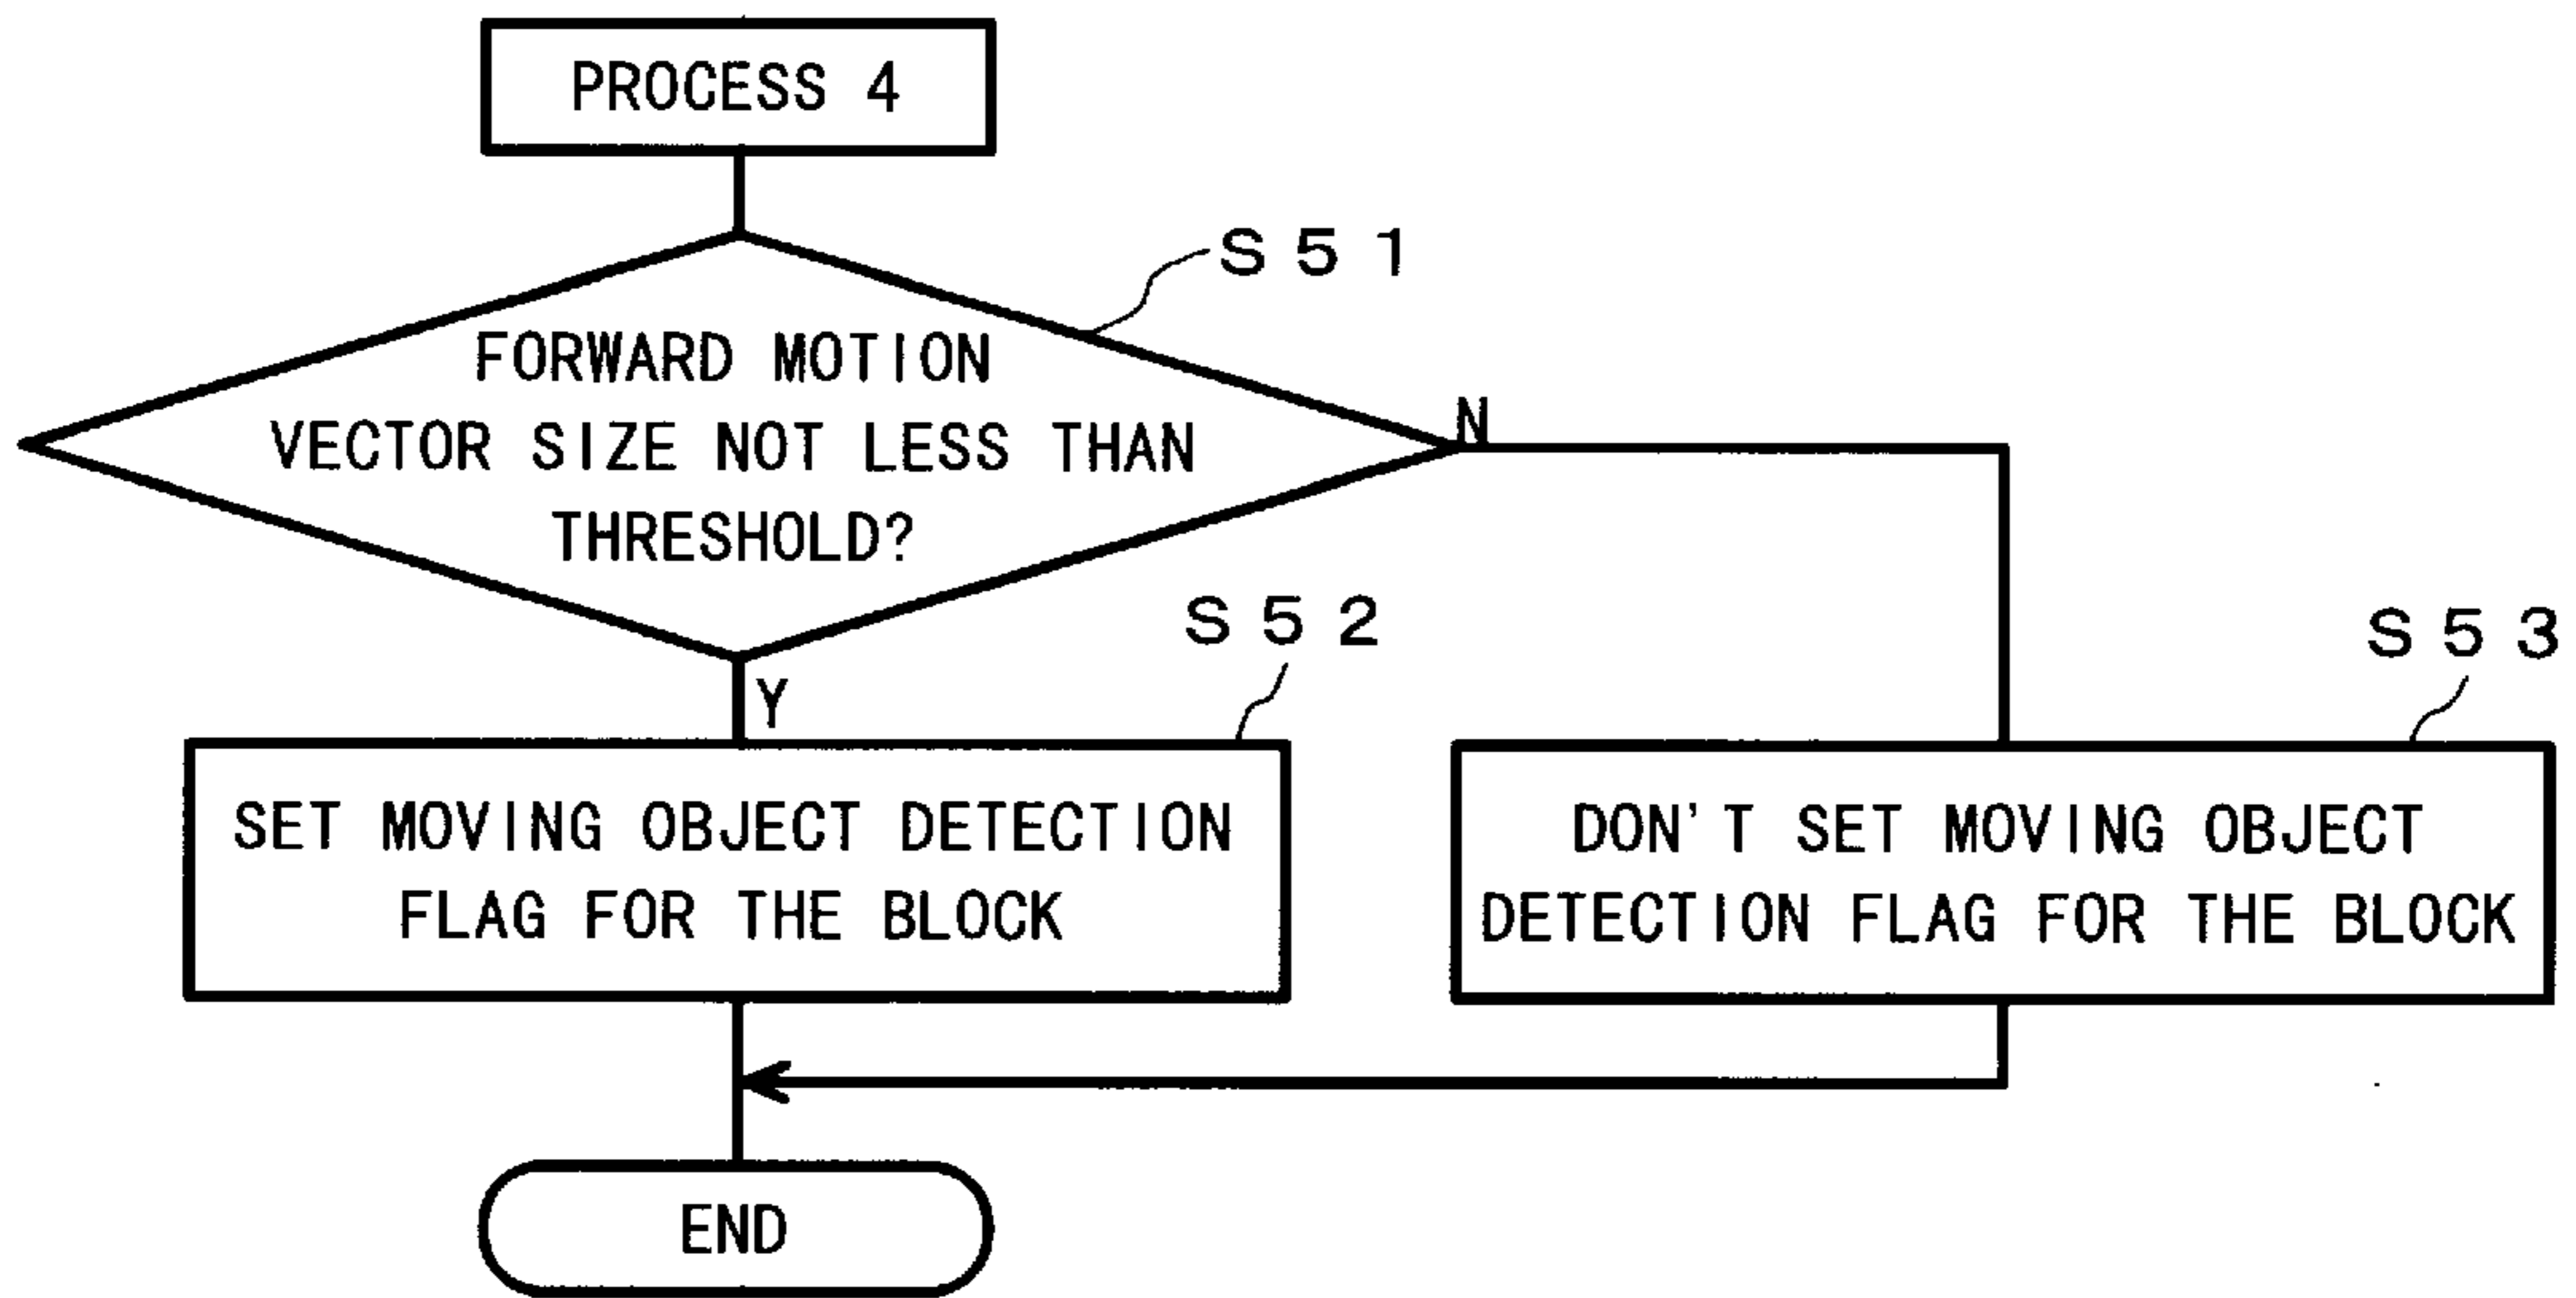 PROCESS 4
S51
FORWARD MOTION
VECTOR SIZE NOT LESS THAN
THRESHOLD?
N
Y
S52
SET MOVING OBJECT DETECTION
FLAG FOR THE BLOCK
S53
DON'T SET MOVING OBJECT
DETECTION FLAG FOR THE BLOCK
END